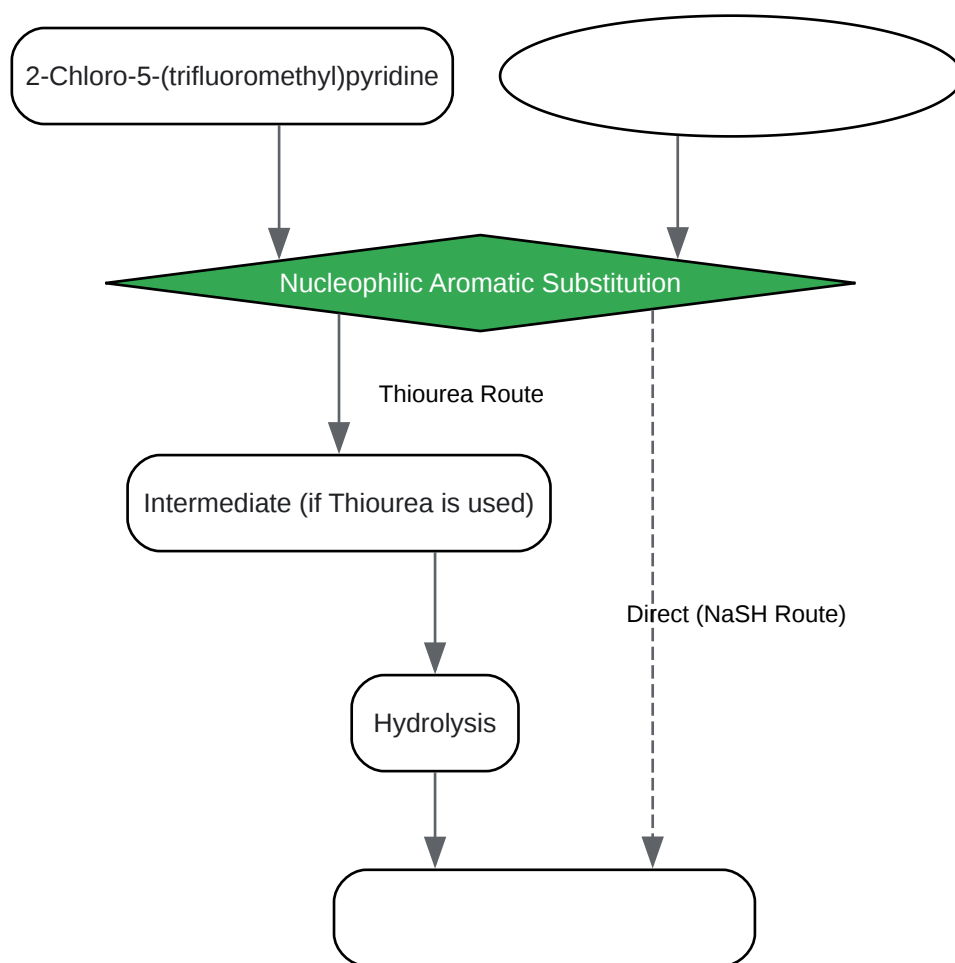 2-Chloro-5-(trifluoromethyl)pyridine
Nucleophilic Aromatic Substitution
Thiourea Route
Intermediate (if Thiourea is used)
Direct (NaSH Route)
Hydrolysis